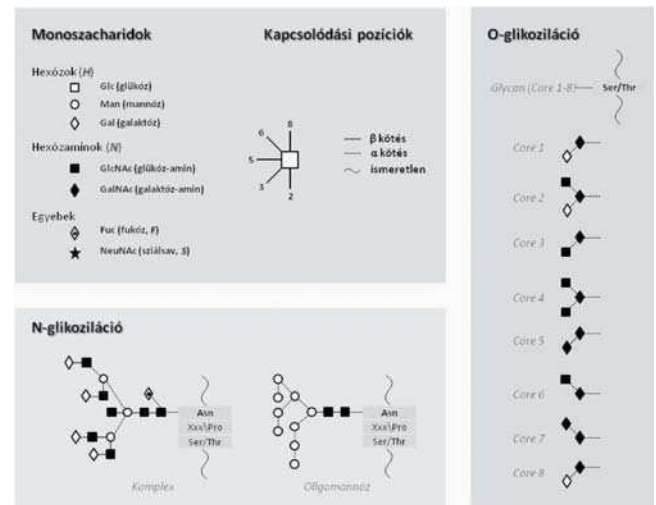 Monoszacharidok
Hexózok (H)
Glc (glükóz)
Man (mannóz)
Gal (galaktóz)
Hexózaminok (N)
GlcNAc (glükóz-amin)
GalNAc (galaktóz-amin)
Egyebek
Fuc (fukóz, F)
NeuNAc (sziálsav, S)
Kapcsolódási pozíciók
8
6
5
3
2
β kötés
α kötés
ismeretlen
N-glikoziláció
Asn
Xxx\Pro
Ser/Thr
Komplex
Asn
Xxx\Pro
Ser/Thr
Oligomannóz
O-glikoziláció
Glycan (Core 1-8)
Ser/Thr
Core 1
Core 2
Core 3
Core 4
Core 5
Core 6
Core 7
Core 8